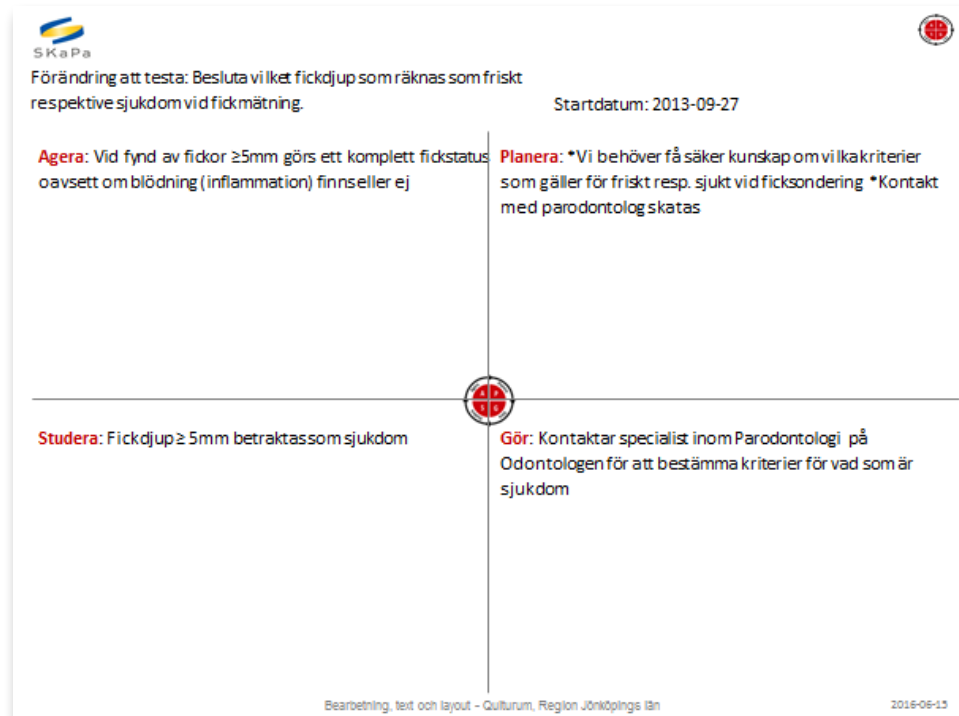 SKaPa
Förändring att testa: Besluta vilket fickdjup som räknas som friskt
respektive sjukdom vid fickmätning.
Startdatum: 2013-09-27
Agera: Vid fynd av fickor ≥5mm görs ett komplett fickstatus
oavsett om blödning (inflammation) finns eller ej
Planera: *Vi behöver få säker kunskap om vilka kriterier
som gäller för friskt resp. sjukt vid ficksondering *Kontakt
med parodontolog skatas
A P
S G
Studera: Fickdjup ≥ 5mm betraktas som sjukdom
Gör: Kontaktar specialist inom Parodontologi på
Odontologen för att bestämma kriterier för vad som är
sjukdom
Bearbetning, text och layout – Qulturum, Region Jönköpings län
2016-06-15